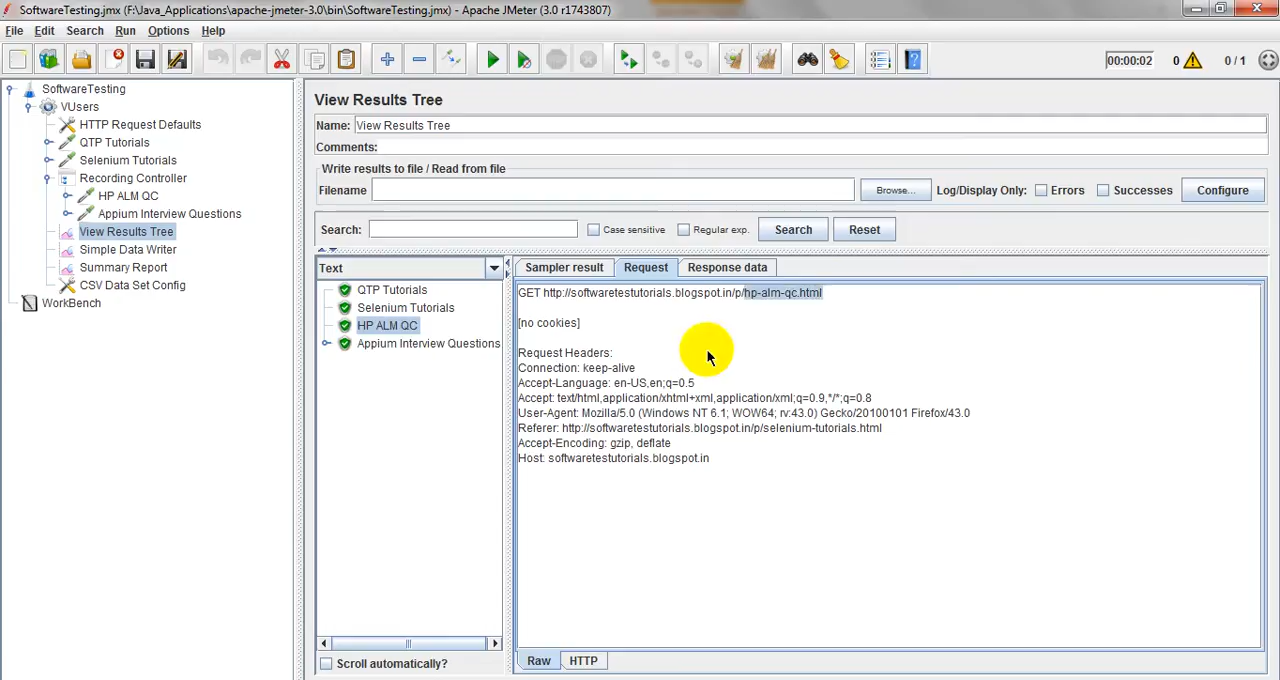 SoftwareTesting.jmx (F:\Java_Applications\apache-jmeter-3.0\bin\SoftwareTesting.jmx) - Apache JMeter (3.0 r1743807)
File Edit Search Run Options Help
00:00:02 0 0 / 1
SoftwareTesting
VUsers
HTTP Request Defaults
QTP Tutorials
Selenium Tutorials
Recording Controller
HP ALM QC
Appium Interview Questions
View Results Tree
Simple Data Writer
Summary Report
CSV Data Set Config
WorkBench
View Results Tree
Name: View Results Tree
Comments:
Write results to file / Read from file
Filename Browse... Log/Display Only: Errors Successes Configure
Search: Case sensitive Regular exp. Search Reset
Text
QTP Tutorials
Selenium Tutorials
HP ALM QC
Appium Interview Questions
Scroll automatically?
Sampler result Request Response data
GET http://softwaretestutorials.blogspot.in/p/hp-alm-qc.html
[no cookies]
Request Headers:
Connection: keep-alive
Accept-Language: en-US,en;q=0.5
Accept: text/html,application/xhtml+xml,application/xml;q=0.9,*/*;q=0.8
User-Agent: Mozilla/5.0 (Windows NT 6.1; WOW64; rv:43.0) Gecko/20100101 Firefox/43.0
Referer: http://softwaretestutorials.blogspot.in/p/selenium-tutorials.html
Accept-Encoding: gzip, deflate
Host: softwaretestutorials.blogspot.in
Raw HTTP